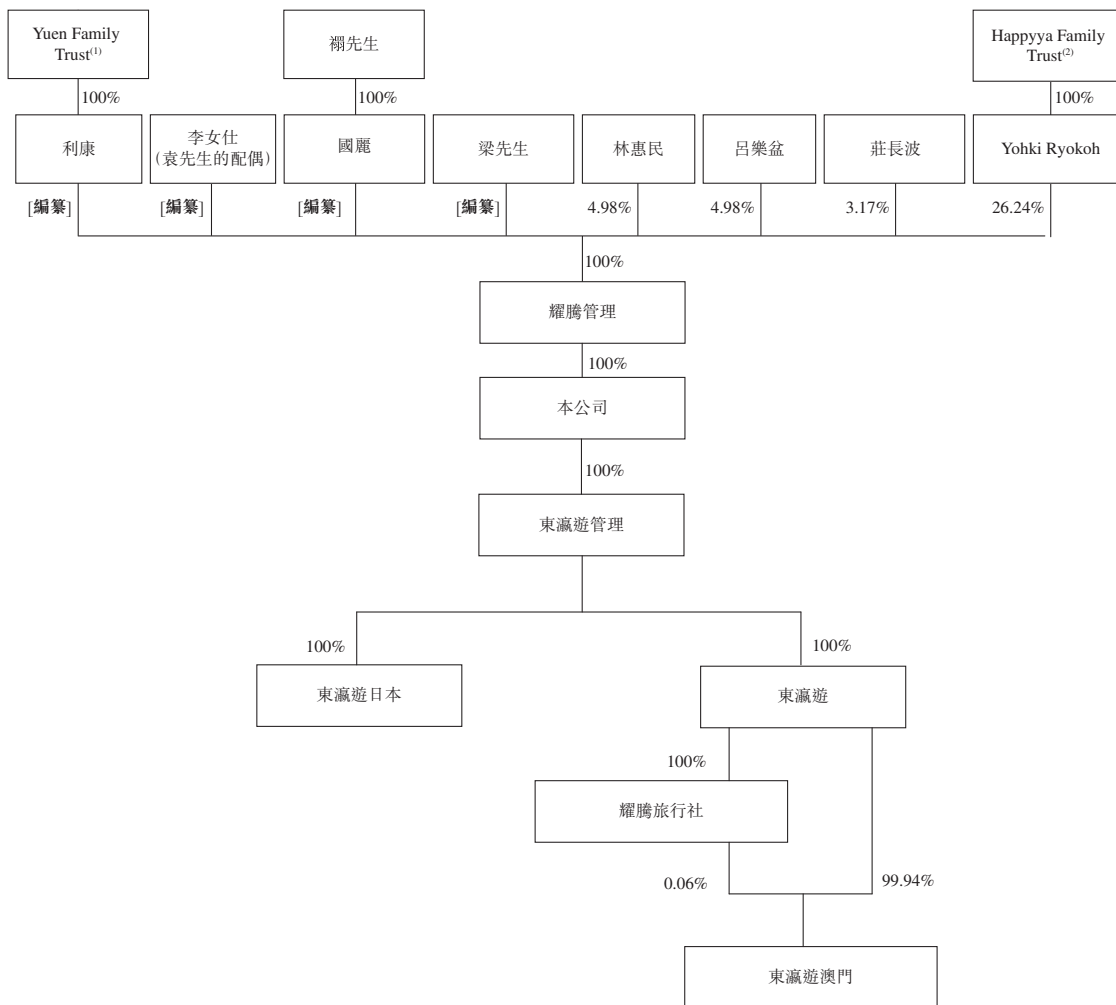 Yuen Family
Trust(1)
禤先生
Happyya Family
Trust(2)
100%
100%
100%
利康
李女仕
(袁先生的配偶)
國麗
梁先生
林惠民
呂樂盆
莊長波
Yohki Ryokoh
[編纂]
[編纂]
[編纂]
[編纂]
4.98%
4.98%
3.17%
26.24%
100%
耀騰管理
100%
本公司
100%
東瀛遊管理
100%
100%
東瀛遊日本
東瀛遊
100%
耀騰旅行社
0.06%
99.94%
東瀛遊澳門